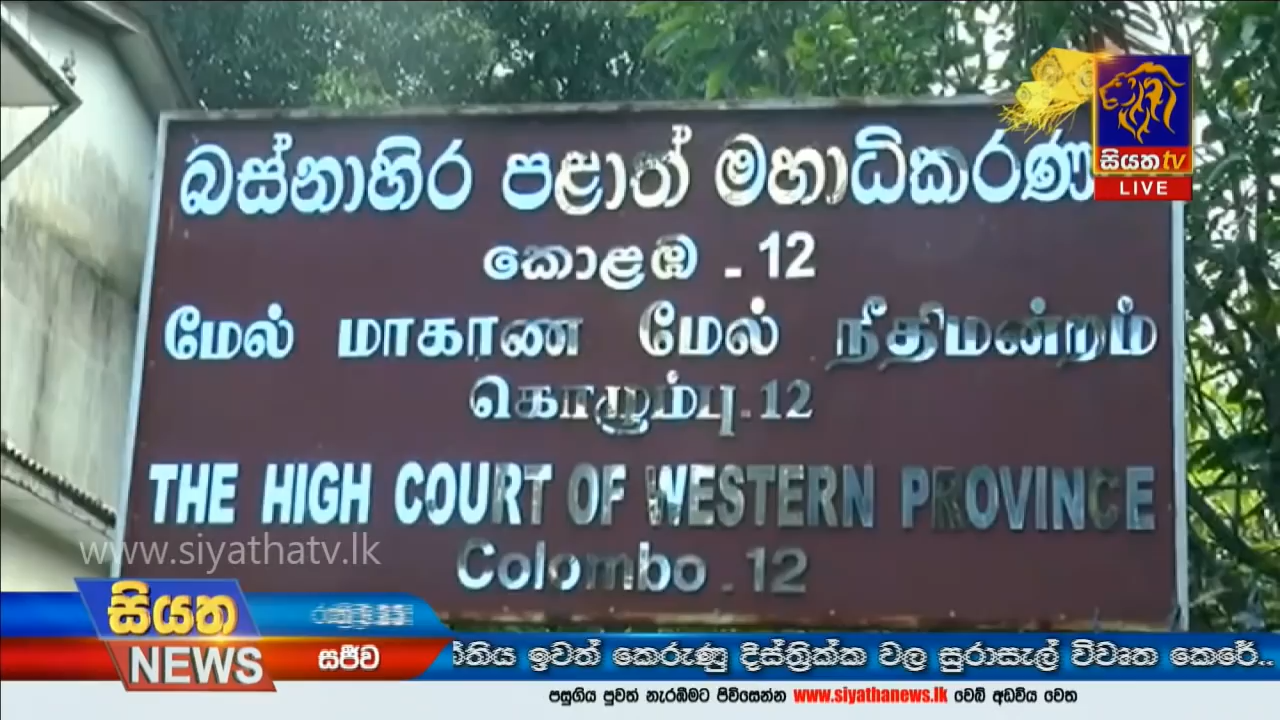 සියත tv
LIVE
බස්නාහිර පළාත් මහාධිකරණ
කොළඹ - 12
மேல் மாகாண மேல் நீதிமன்றம்
கொழும்பு.12
THE HIGH COURT OF WESTERN PROVINCE
Colombo . 12
www.siyathatv.lk
සියත
NEWS
සජීව
ඉවත් කෙරුණු දිස්ත්‍රික්ක වල සුරාසැල් විවෘත කෙරේ..
පසුගිය පුවත් නැරඹීමට පිවිසෙන්න www.siyathanews.lk වෙබ් අඩවිය වෙත